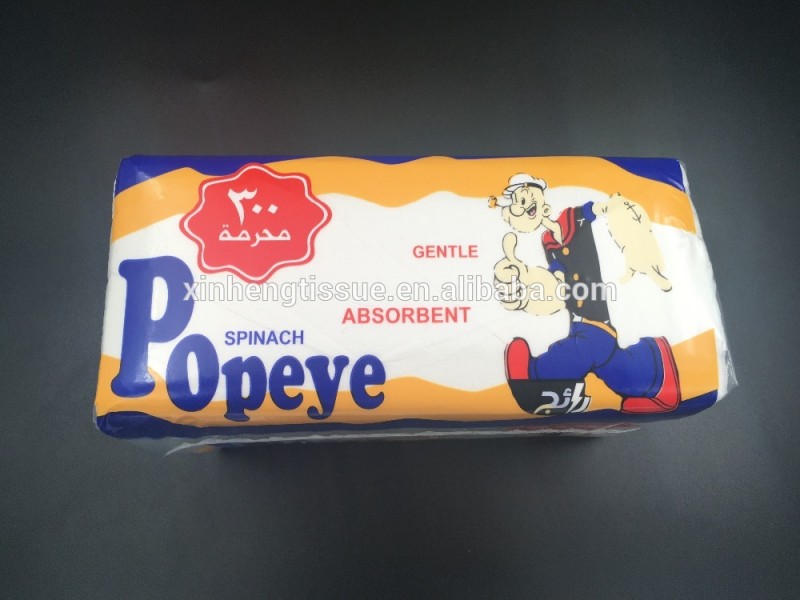 ٣٠٠
محرمة
GENTLE
xinhengtissue.en.alibaba.com
ABSORBENT
SPINACH
Popeye
رائج